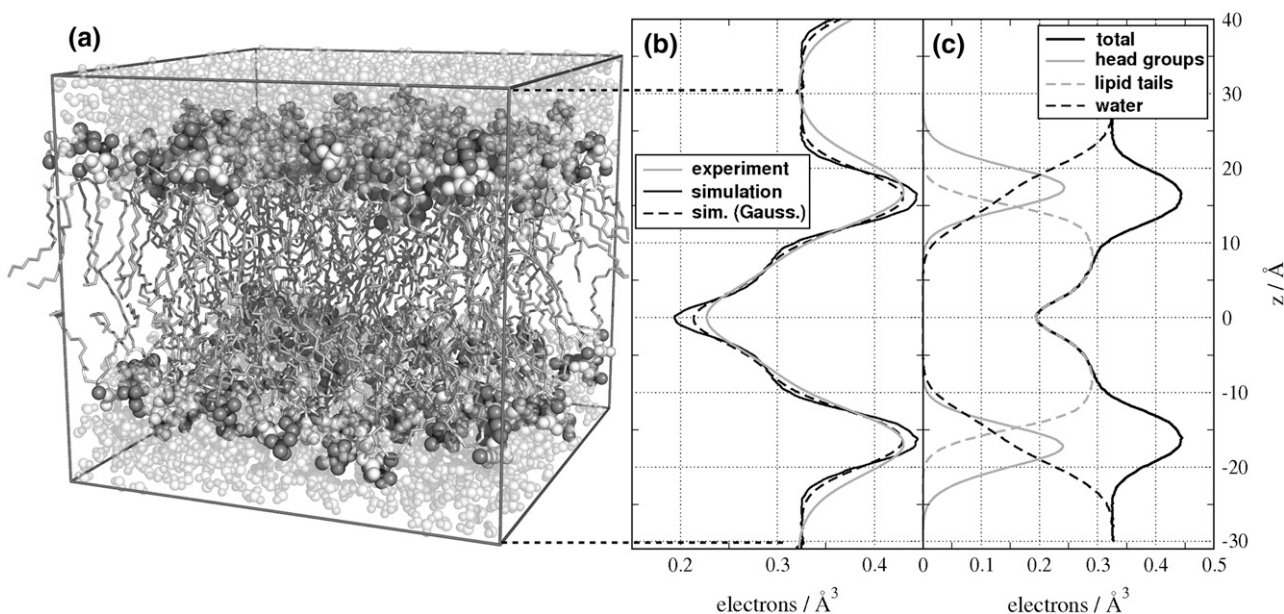 (a)
(b)
experiment
simulation
sim. (Gauss.)
0.2
0.3
0.4
electrons / Å³
(c)
total
head groups
lipid tails
water
0
0.1
0.2
0.3
0.4
0.5
electrons / Å³
40
30
20
10
0
-10
-20
-30
z / Å